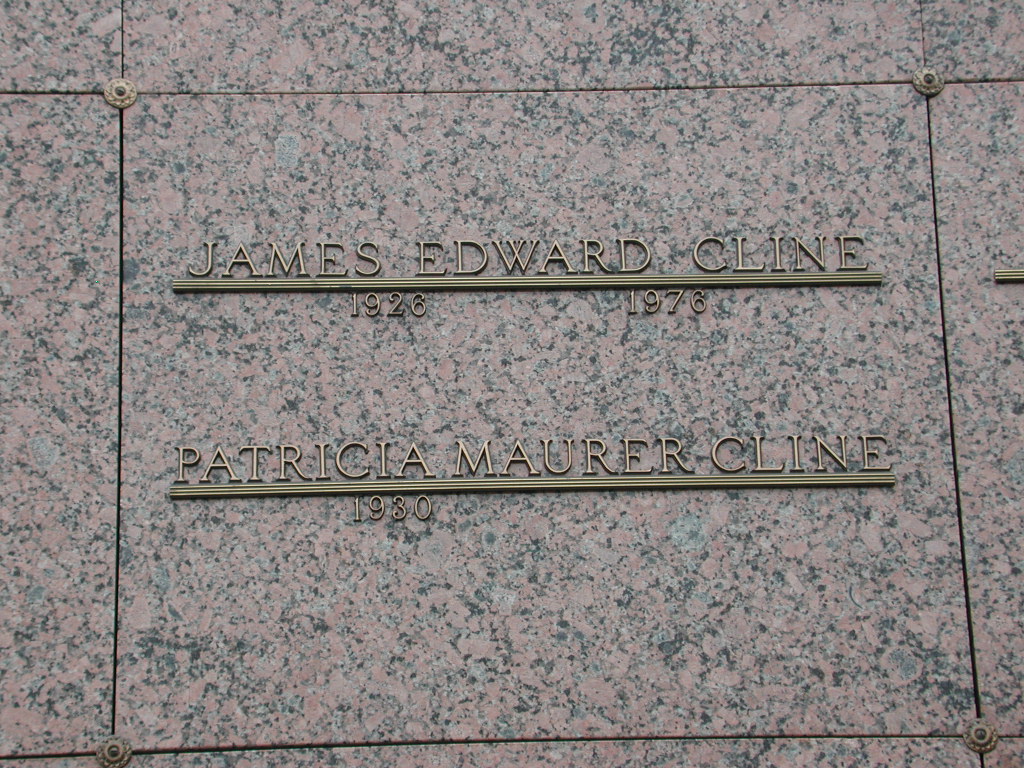 JAMES EDWARD CLINE
1926 1976
PATRICIA MAURER CLINE
1930